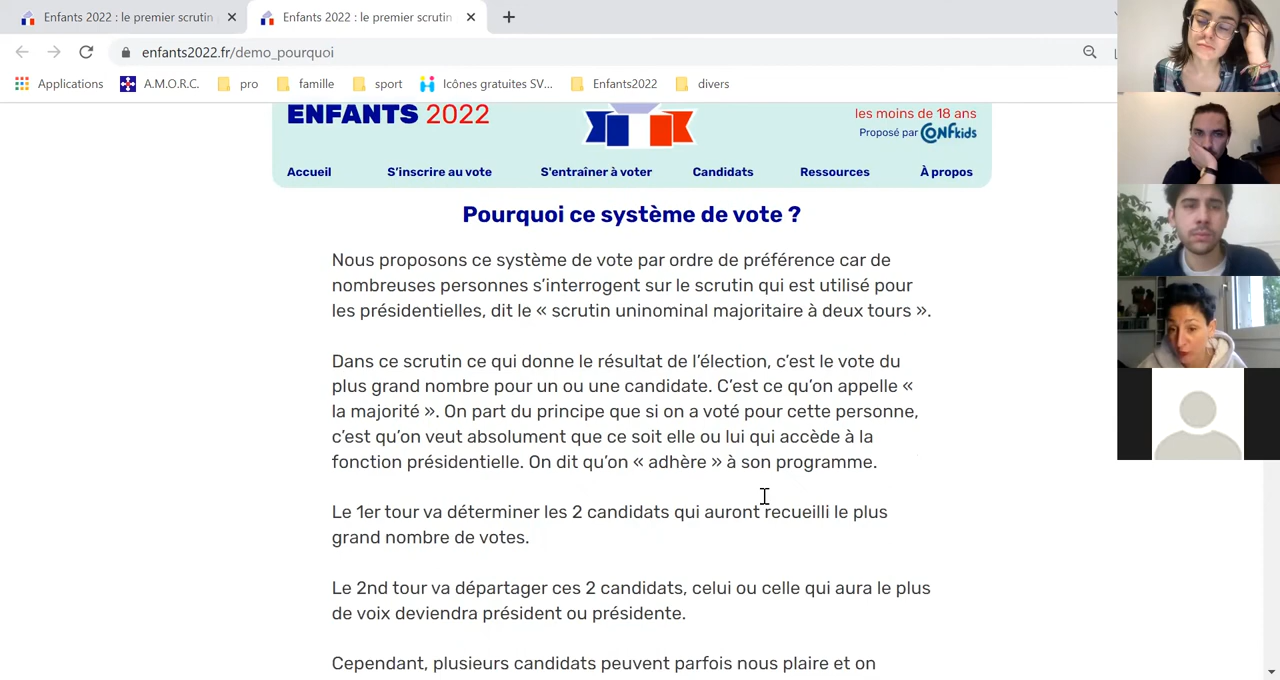 Enfants 2022 : le premier scrutin
Enfants 2022 : le premier scrutin
enfants2022.fr/demo_pourquoi
Applications
A.M.O.R.C.
pro
famille
sport
Icônes gratuites SV...
Enfants2022
divers
ENFANTS 2022
les moins de 18 ans
Proposé par CONFkids
Accueil
S'inscrire au vote
S'entraîner à voter
Candidats
Ressources
À propos
Pourquoi ce système de vote ?
Nous proposons ce système de vote par ordre de préférence car de
nombreuses personnes s'interrogent sur le scrutin qui est utilisé pour
les présidentielles, dit le « scrutin uninominal majoritaire à deux tours ».
Dans ce scrutin ce qui donne le résultat de l'élection, c'est le vote du
plus grand nombre pour un ou une candidate. C'est ce qu'on appelle «
la majorité ». On part du principe que si on a voté pour cette personne,
c'est qu'on veut absolument que ce soit elle ou lui qui accède à la
fonction présidentielle. On dit qu'on « adhère » à son programme.
Le 1er tour va déterminer les 2 candidats qui auront recueilli le plus
grand nombre de votes.
Le 2nd tour va départager ces 2 candidats, celui ou celle qui aura le plus
de voix deviendra président ou présidente.
Cependant, plusieurs candidats peuvent parfois nous plaire et on